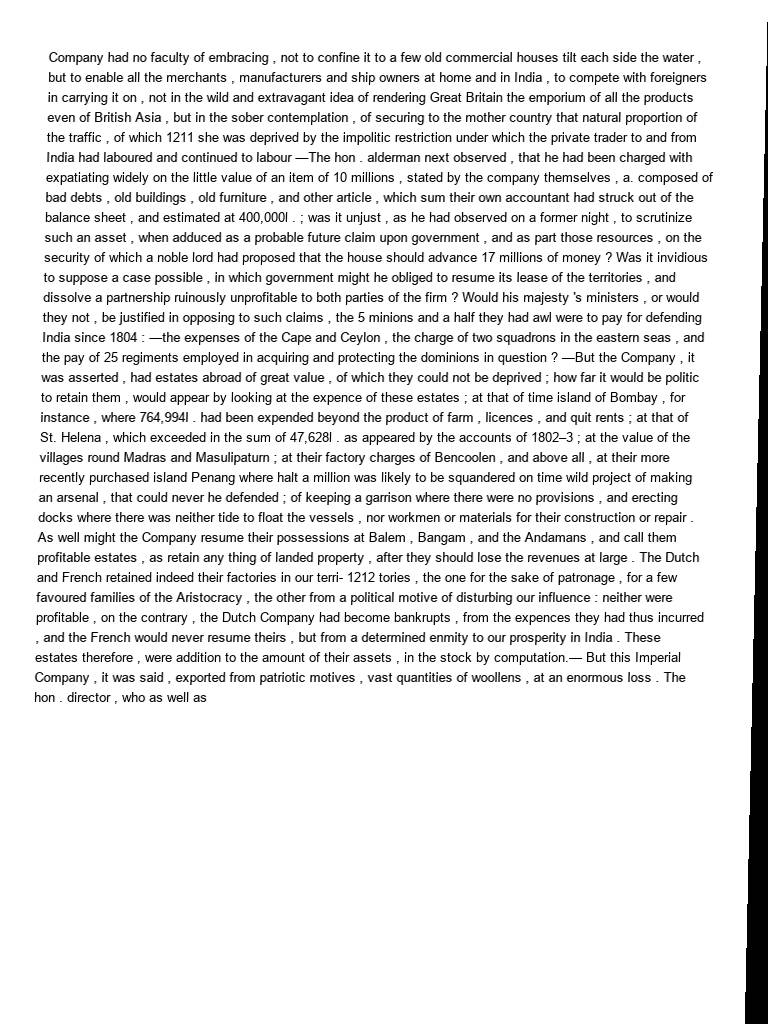 Company had no faculty of embracing , not to confine it to a few old commercial houses tilt each side the water ,
but to enable all the merchants , manufacturers and ship owners at home and in India , to compete with foreigners
in carrying it on , not in the wild and extravagant idea of rendering Great Britain the emporium of all the products
even of British Asia , but in the sober contemplation , of securing to the mother country that natural proportion of
the traffic , of which 1211 she was deprived by the impolitic restriction under which the private trader to and from
India had laboured and continued to labour —The hon . alderman next observed , that he had been charged with
expatiating widely on the little value of an item of 10 millions , stated by the company themselves , a. composed of
bad debts , old buildings , old furniture , and other article , which sum their own accountant had struck out of the
balance sheet , and estimated at 400,000l . ; was it unjust , as he had observed on a former night , to scrutinize
such an asset , when adduced as a probable future claim upon government , and as part those resources , on the
security of which a noble lord had proposed that the house should advance 17 millions of money ? Was it invidious
to suppose a case possible , in which government might he obliged to resume its lease of the territories , and
dissolve a partnership ruinously unprofitable to both parties of the firm ? Would his majesty 's ministers , or would
they not , be justified in opposing to such claims , the 5 minions and a half they had awl were to pay for defending
India since 1804 : —the expenses of the Cape and Ceylon , the charge of two squadrons in the eastern seas , and
the pay of 25 regiments employed in acquiring and protecting the dominions in question ? —But the Company , it
was asserted , had estates abroad of great value , of which they could not be deprived ; how far it would be politic
to retain them , would appear by looking at the expence of these estates ; at that of time island of Bombay , for
instance , where 764,994l . had been expended beyond the product of farm , licences , and quit rents ; at that of
St. Helena , which exceeded in the sum of 47,628l . as appeared by the accounts of 1802–3 ; at the value of the
villages round Madras and Masulipaturn ; at their factory charges of Bencoolen , and above all , at their more
recently purchased island Penang where halt a million was likely to be squandered on time wild project of making
an arsenal , that could never he defended ; of keeping a garrison where there were no provisions , and erecting
docks where there was neither tide to float the vessels , nor workmen or materials for their construction or repair .
As well might the Company resume their possessions at Balem , Bangam , and the Andamans , and call them
profitable estates , as retain any thing of landed property , after they should lose the revenues at large . The Dutch
and French retained indeed their factories in our terri- 1212 tories , the one for the sake of patronage , for a few
favoured families of the Aristocracy , the other from a political motive of disturbing our influence : neither were
profitable , on the contrary , the Dutch Company had become bankrupts , from the expences they had thus incurred
, and the French would never resume theirs , but from a determined enmity to our prosperity in India . These
estates therefore , were addition to the amount of their assets , in the stock by computation.— But this Imperial
Company , it was said , exported from patriotic motives , vast quantities of woollens , at an enormous loss . The
hon . director , who as well as